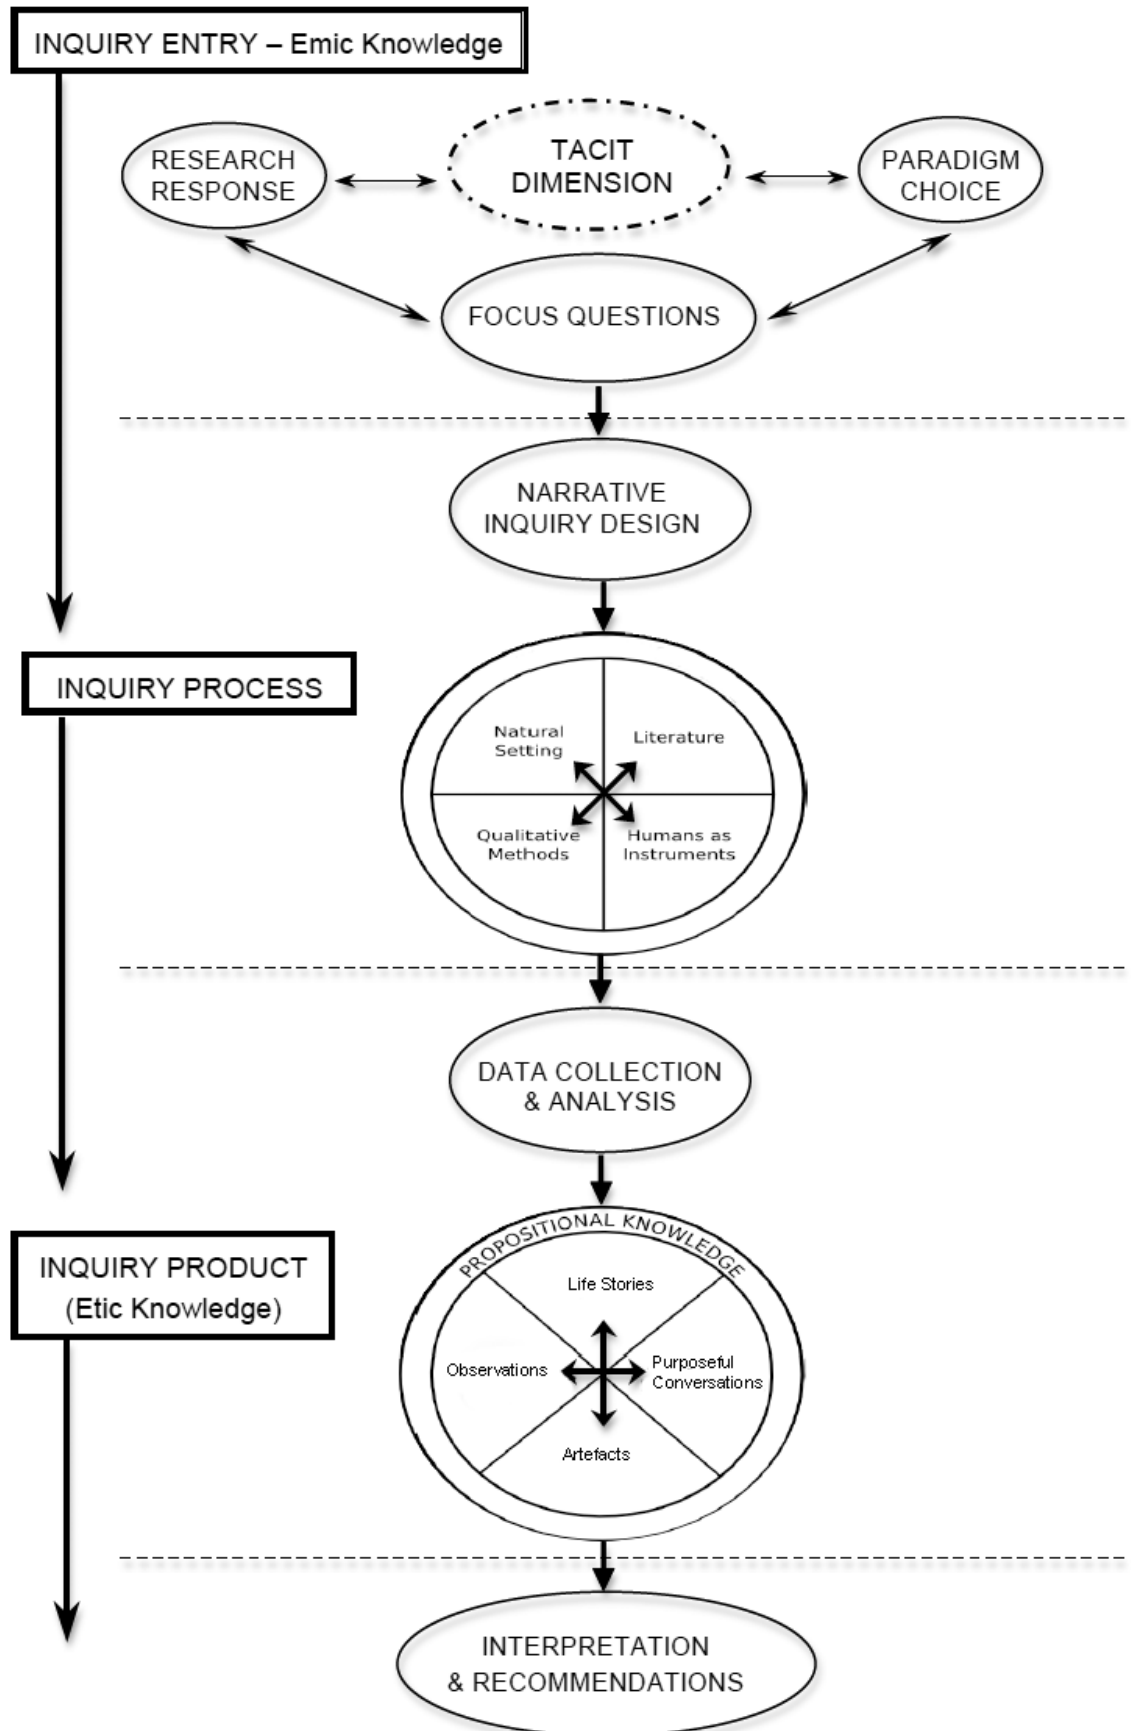 INQUIRY ENTRY – Emic Knowledge
RESEARCH
RESPONSE
TACIT
DIMENSION
PARADIGM
CHOICE
FOCUS QUESTIONS
NARRATIVE
INQUIRY DESIGN
INQUIRY PROCESS
Natural
Setting
Literature
Qualitative
Methods
Humans as
Instruments
DATA COLLECTION
& ANALYSIS
INQUIRY PRODUCT
(Etic Knowledge)
PROPOSITIONAL KNOWLEDGE
Life Stories
Observations
Purposeful
Conversations
Artefacts
INTERPRETATION
& RECOMMENDATIONS